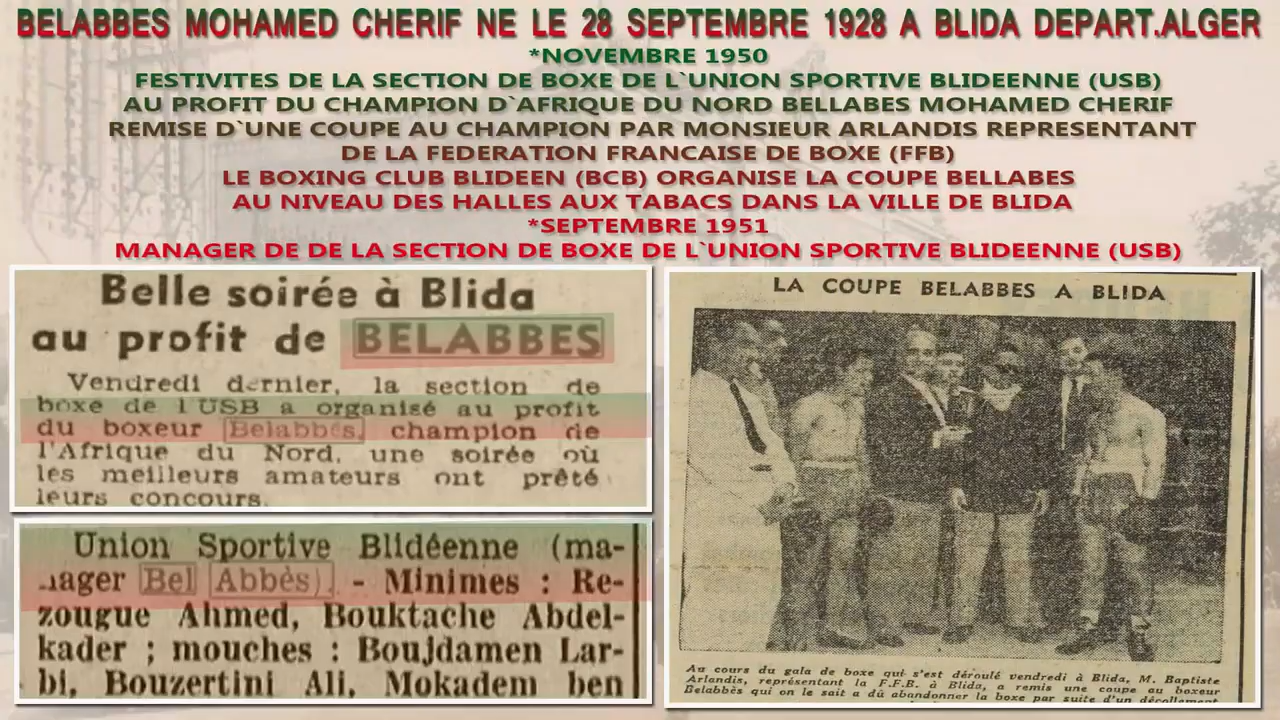 BELABBES MOHAMED CHERIF NE LE 28 SEPTEMBRE 1928 A BLIDA DEPART.ALGER
*NOVEMBRE 1950
FESTIVITES DE LA SECTION DE BOXE DE L`UNION SPORTIVE BLIDEENNE (USB)
AU PROFIT DU CHAMPION D`AFRIQUE DU NORD BELLABES MOHAMED CHERIF
REMISE D`UNE COUPE AU CHAMPION PAR MONSIEUR ARLANDIS REPRESENTANT
DE LA FEDERATION FRANCAISE DE BOXE (FFB)
LE BOXING CLUB BLIDEEN (BCB) ORGANISE LA COUPE BELLABES
AU NIVEAU DES HALLES AUX TABACS DANS LA VILLE DE BLIDA
*SEPTEMBRE 1951
MANAGER DE DE LA SECTION DE BOXE DE L`UNION SPORTIVE BLIDEENNE (USB)
Belle soirée à Blida
au profit de BELABBES
Vendredi dernier, la section de
boxe de l'USB a organisé au profit
du boxeur Belabbès, champion de
l'Afrique du Nord, une soirée où
les meilleurs amateurs ont prêté
leurs concours.
Union Sportive Blidéenne (ma-
nager Bel Abbès). - Minimes : Re-
zougue Ahmed, Bouktache Abdel-
kader ; mouches : Boujdamen Lar-
bi, Bouzertini Ali, Mokadem ben
LA COUPE BELABBES A BLIDA
Au cours du gala de boxe qui s'est déroulé vendredi à Blida, M. Baptiste
Arlandis, représentant la F.F.B. à Blida, a remis une coupe au boxeur
Belabbès qui on le sait a dû abandonner la boxe par suite d'un décollement